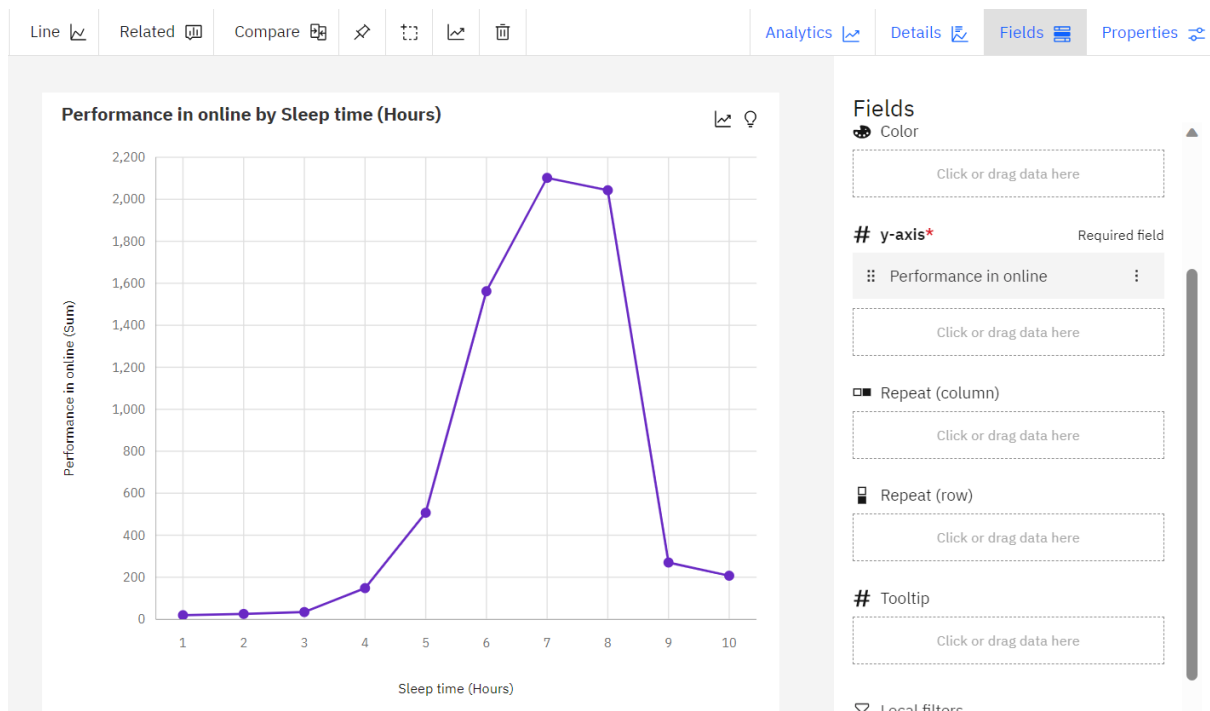 Line
Related
Compare
Analytics
Details
Fields
Properties
Performance in online by Sleep time (Hours)
2,200
2,000
1,800
1,600
1,400
1,200
1,000
800
600
400
200
0
Performance in online (Sum)
1 2 3 4 5 6 7 8 9 10
Sleep time (Hours)
Fields
Color
Click or drag data here
# y-axis* Required field
Performance in online
Click or drag data here
Repeat (column)
Click or drag data here
Repeat (row)
Click or drag data here
# Tooltip
Click or drag data here
Local filters